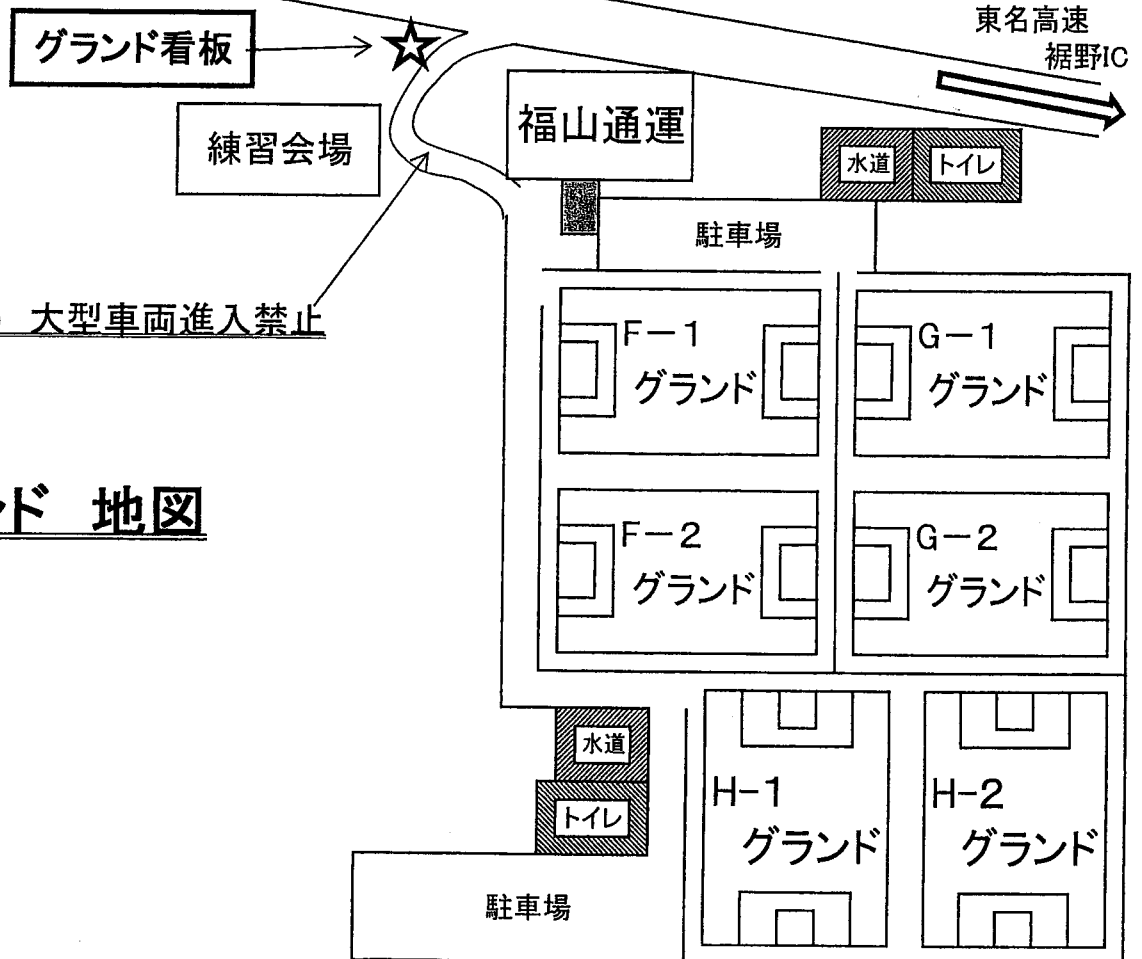 東名高速
裾野IC
グランド看板
練習会場
福山通運
水道
トイレ
駐車場
大型車両進入禁止
F-1
グランド
G-1
グランド
ンド 地図
F-2
グランド
G-2
グランド
水道
トイレ
駐車場
H-1
グランド
H-2
グランド